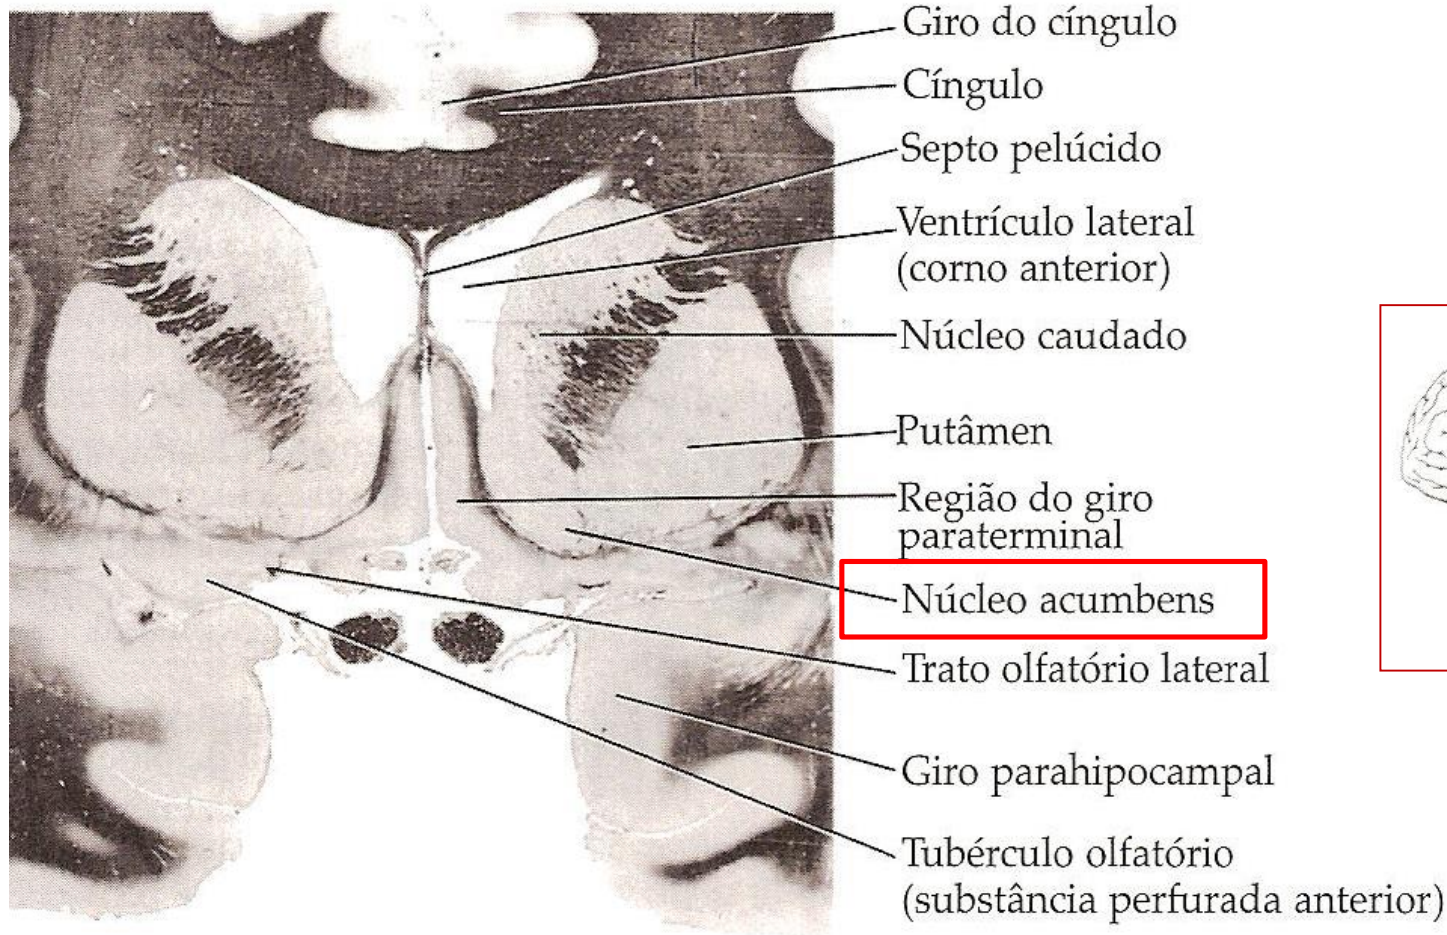 Giro do cíngulo
Cíngulo
Septo pelúcido
Ventrículo lateral
(corno anterior)
Núcleo caudado
Putâmen
Região do giro
paraterminal
Núcleo acumbens
Trato olfatório lateral
Giro parahipocampal
Tubérculo olfatório
(substância perfurada anterior)